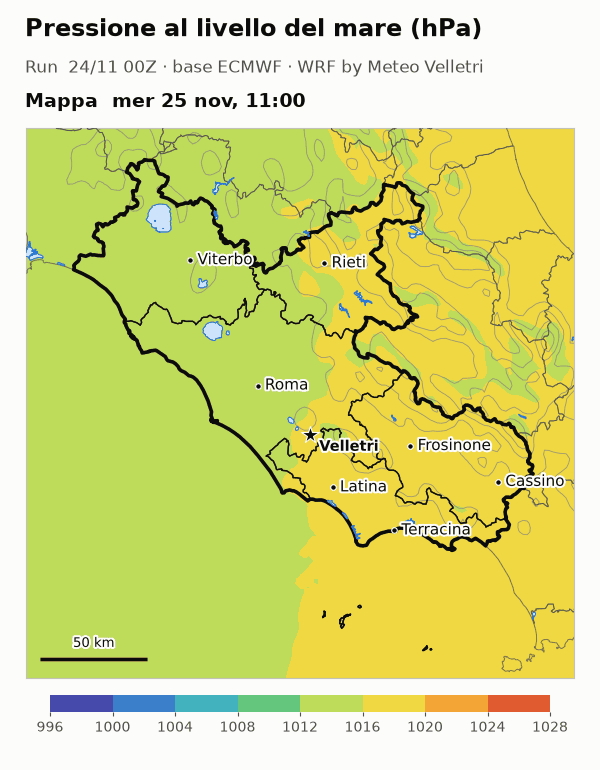 Pressione al livello del mare (hPa)
Run  24/11 00Z · base ECMWF · WRF by Meteo Velletri
Mappa  mer 25 nov, 11:00
Viterbo
Rieti
Roma
Velletri
Frosinone
Cassino
Latina
Terracina
50 km
996 1000 1004 1008 1012 1016 1020 1024 1028